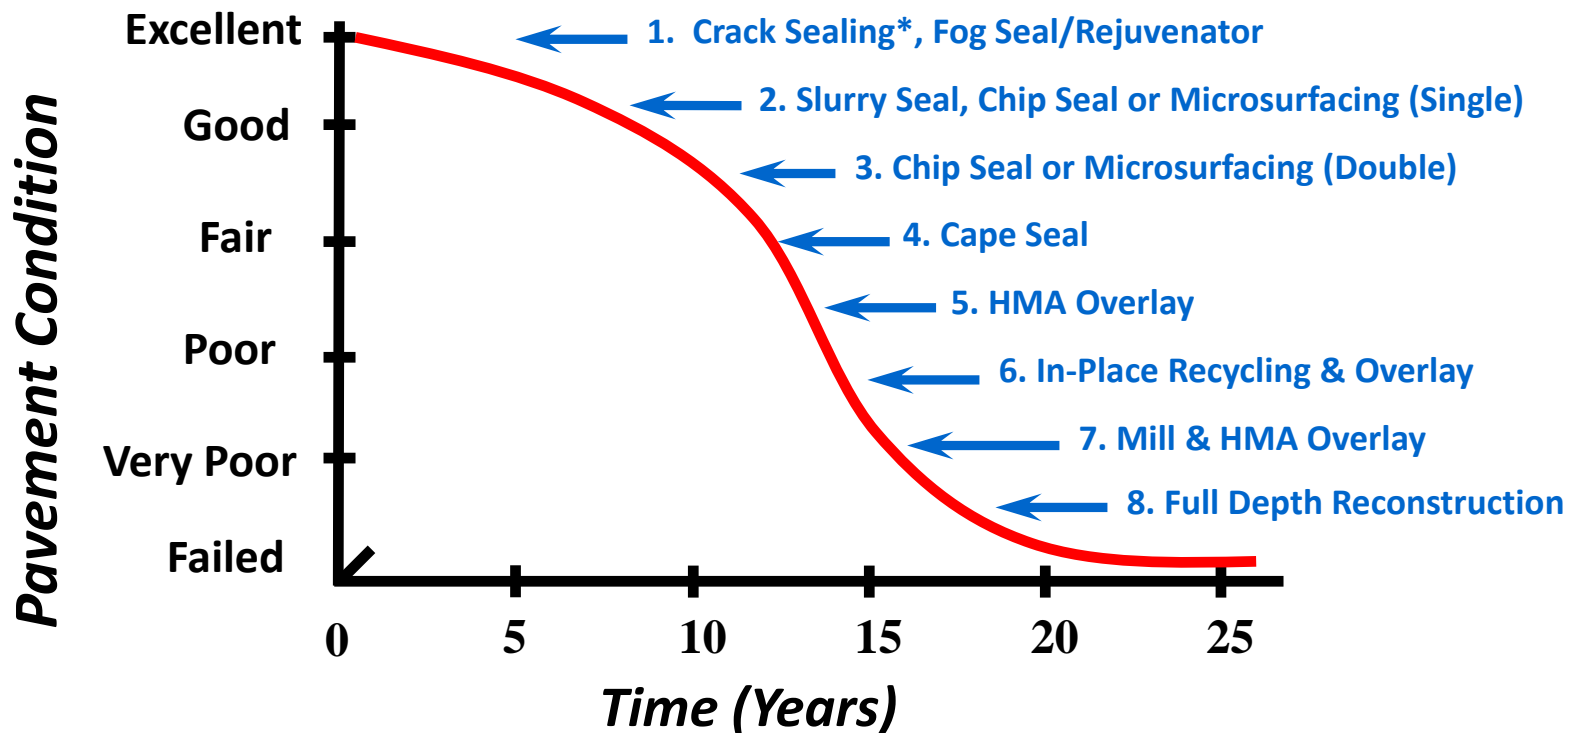 Excellent
Good
Fair
Poor
Very Poor
Failed
Pavement Condition
1. Crack Sealing*, Fog Seal/Rejuvenator
2. Slurry Seal, Chip Seal or Microsurfacing (Single)
3. Chip Seal or Microsurfacing (Double)
4. Cape Seal
5. HMA Overlay
6. In-Place Recycling & Overlay
7. Mill & HMA Overlay
8. Full Depth Reconstruction
0 5 10 15 20 25
Time (Years)